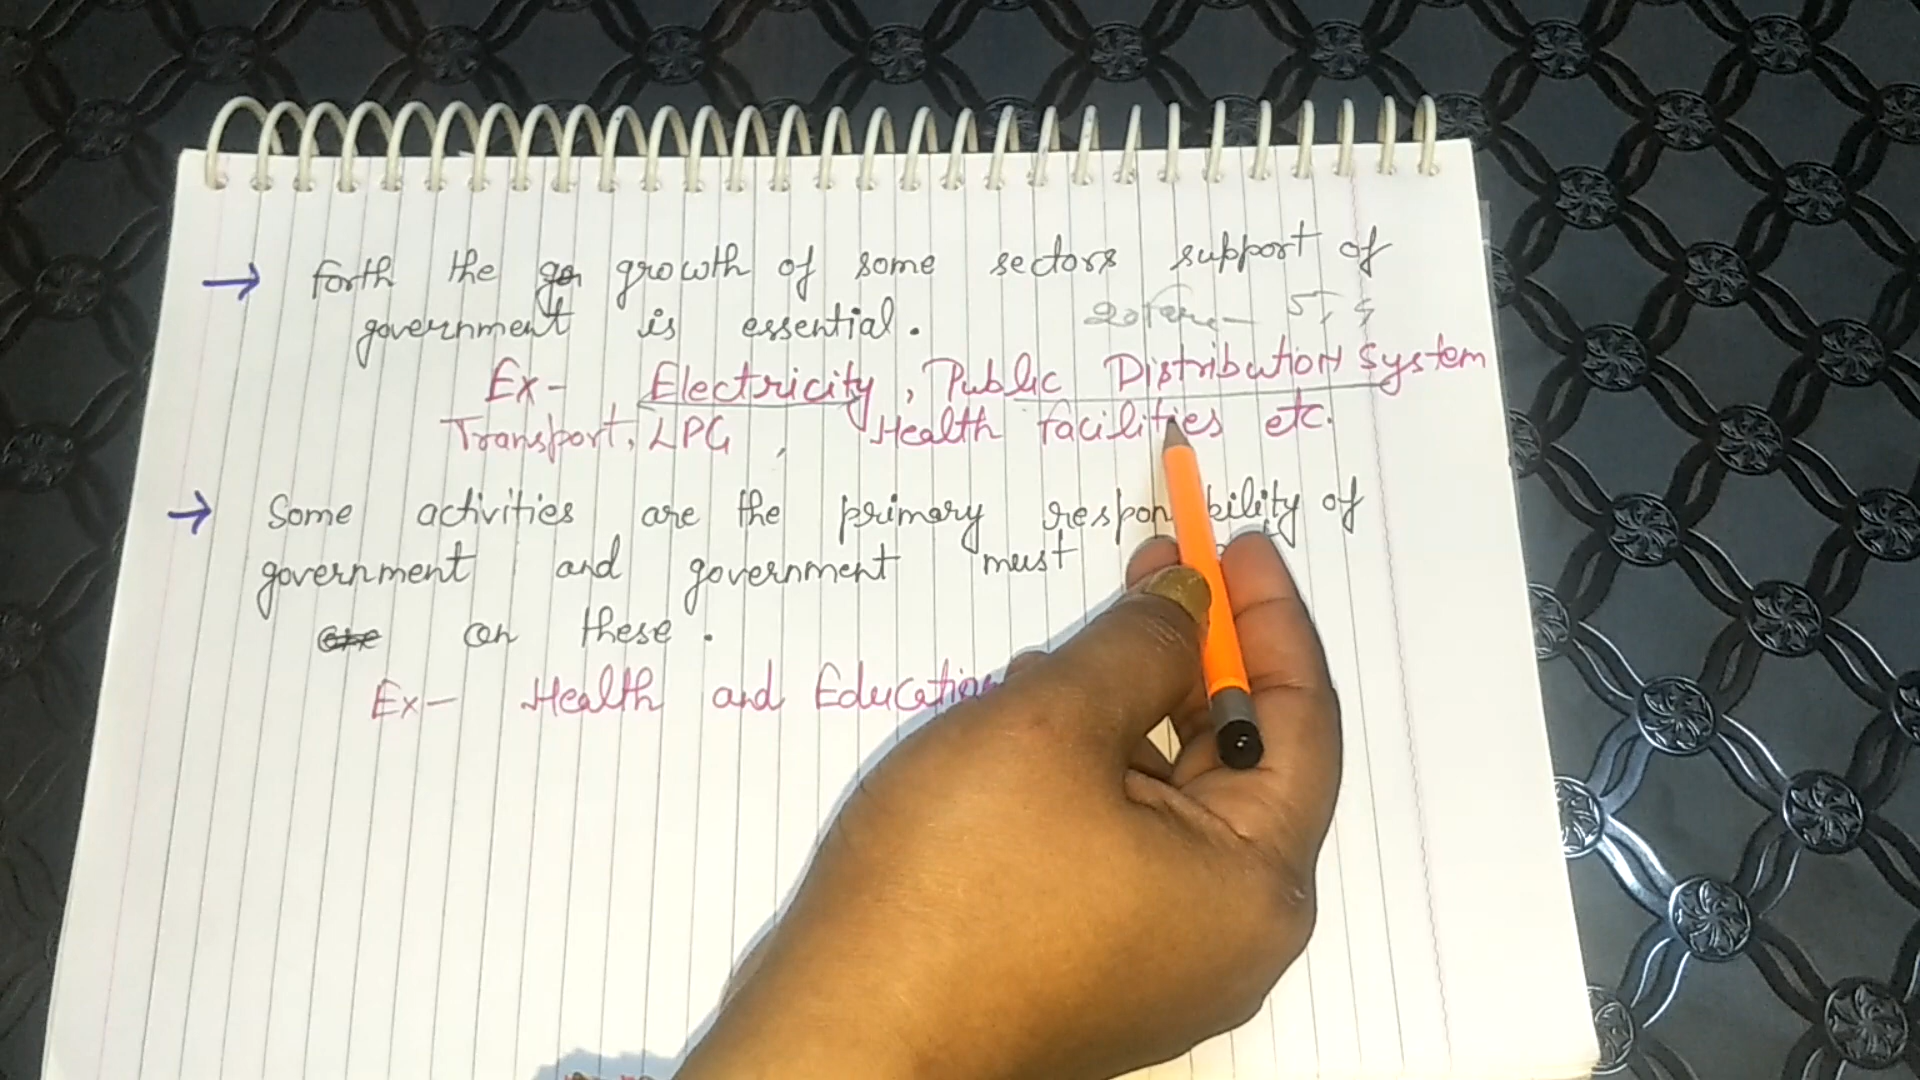 → forth the growth of some sectors support of
government is essential.
Ex- Electricity, Public Distribution System
Transport, LPG, Health facilities etc.
→ Some activities are the primary of
government and government must
on these.
Ex- Health and Education